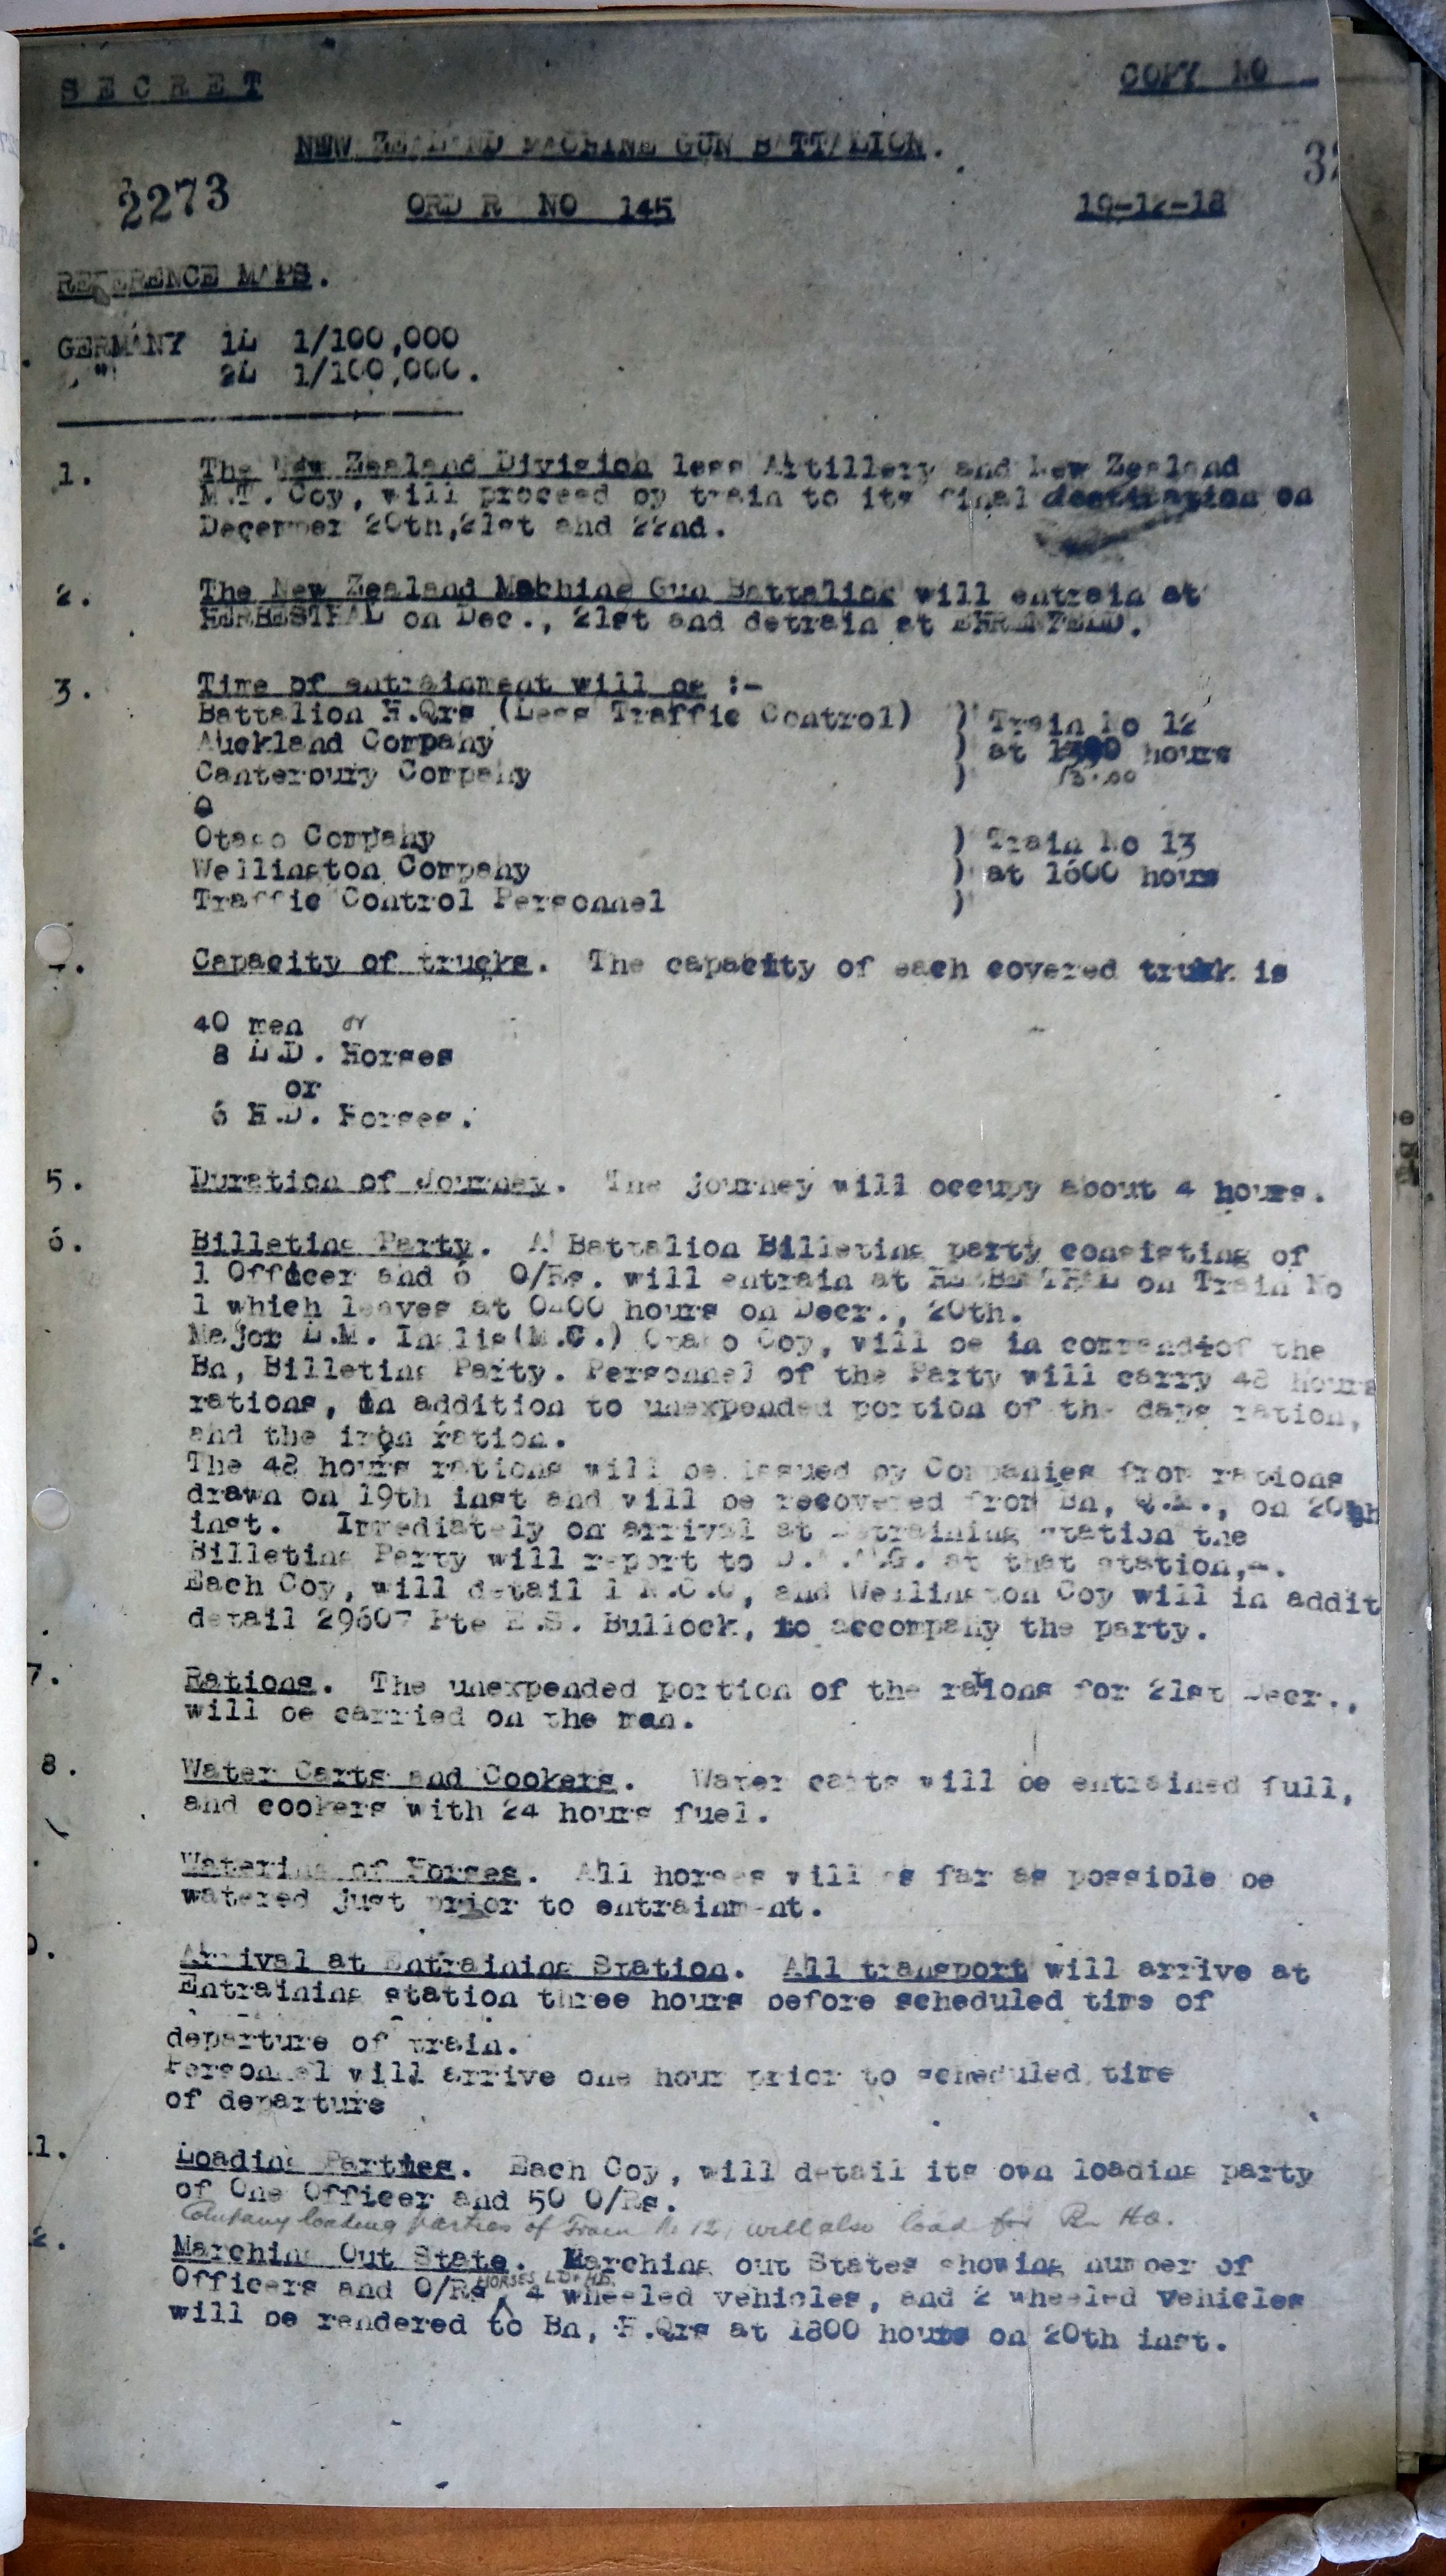 SECRET COPY NO
NEW ZEALAND MACHINE GUN BATTALION.
32
2273 ORD R NO 145 19-12-18
REFERENCE MAPS.
GERMANY 1L 1/100,000
" 2L 1/100,000.
1. The New Zealand Division less Artillery and New Zealand
M.T. Coy, will proceed by train to its final destination on
December 20th,21st and 22nd.
2. The New Zealand Machine Gun Battalion will entrain at
HERBESTHAL on Dec., 21st and detrain at EHRENFELD.
3. Time of entrainment will be :-
Battalion H.Qrs (Less Traffic Control) ) Train No 12
Auckland Company ) at hours
Canterbury Company ) 13.00
O
Otago Company ) Train No 13
Wellington Company ) at 1600 hours
Traffic Control Personnel )
4. Capacity of trucks. The capacity of each covered trukk is
40 men or
8 L.D. Horses
or
6 H.D. Horses.
5. Duration of Journey. The journey will occupy about 4 hours.
6. Billeting Party. A Battalion Billeting party consisting of
1 Officer and 6 O/Rs. will entrain at HERBESTHAL on Train No
1 which leaves at 0400 hours on Decr., 20th.
Major L.M. Inglis(M.C.) Otago Coy, will be in command of the
Bn, Billeting Party. Personnel of the Party will carry 48 hours
rations, in addition to unexpended portion of the days ration,
and the iron ration.
The 48 hours rations will be issued by Companies from rations
drawn on 19th inst and will be recovered from Bn, Q.M., on 20th
inst. Immediately on arrival at Detraining station the
Billeting Party will report to at that station,-.
Each Coy, will detail 1 N.C.O, and Wellington Coy will in addit
detail 29607 Pte E.S. Bullock, to accompany the party.
7. Rations. The unexpended portion of the rations for 21st Decr.,
will be carried on the man.
8. Water Carts and Cookers. Water carts will be entrained full,
and cookers with 24 hours fuel.
. Watering of Horses. All horses will as far as possible be
watered just prior to entrainment.
0. Arrival at Entraining Station. All transport will arrive at
Entraining station three hours before scheduled time of
departure of train.
Personnel will arrive one hour prior to scheduled time
of departure
11. Loading Parties. Each Coy, will detail its own loading party
of One Officer and 50 O/Rs.
Company loading parties of Train No 12, will also load for Bn HQ.
2. Marching Out State. Marching out States showing number of
HORSES L.D. H.D.
Officers and O/Rs, 4 wheeled vehicles, and 2 wheeled vehicles
will be rendered to Bn, H.Qrs at 1800 hours on 20th inst.